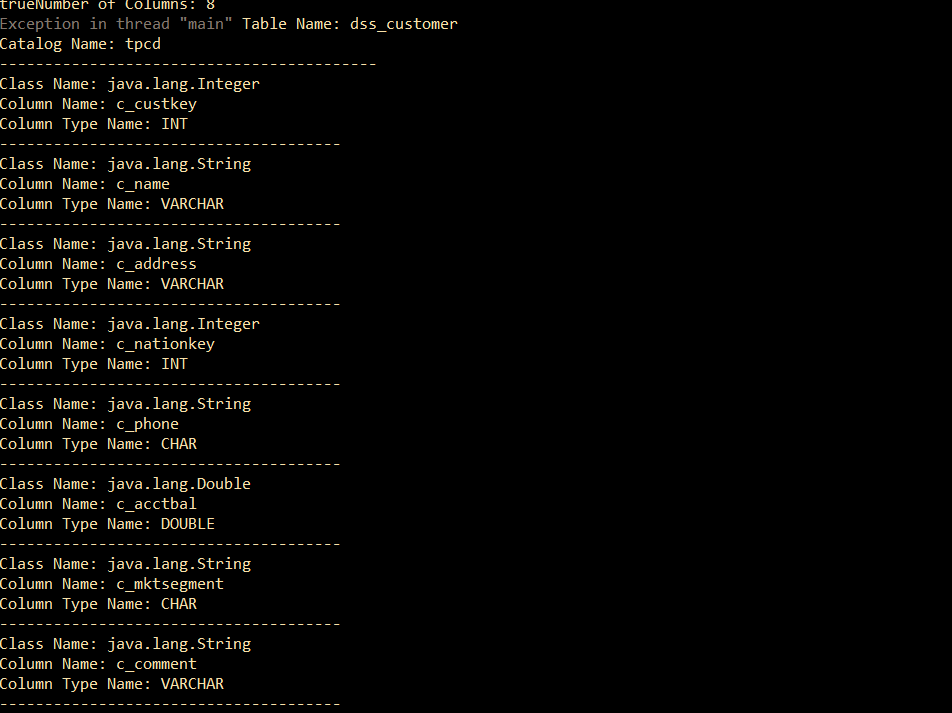 trueNumber of Columns: 8
Exception in thread "main" Table Name: dss_customer
Catalog Name: tpcd
------------------------------------------
Class Name: java.lang.Integer
Column Name: c_custkey
Column Type Name: INT
--------------------------------------
Class Name: java.lang.String
Column Name: c_name
Column Type Name: VARCHAR
--------------------------------------
Class Name: java.lang.String
Column Name: c_address
Column Type Name: VARCHAR
--------------------------------------
Class Name: java.lang.Integer
Column Name: c_nationkey
Column Type Name: INT
--------------------------------------
Class Name: java.lang.String
Column Name: c_phone
Column Type Name: CHAR
--------------------------------------
Class Name: java.lang.Double
Column Name: c_acctbal
Column Type Name: DOUBLE
--------------------------------------
Class Name: java.lang.String
Column Name: c_mktsegment
Column Type Name: CHAR
--------------------------------------
Class Name: java.lang.String
Column Name: c_comment
Column Type Name: VARCHAR
--------------------------------------